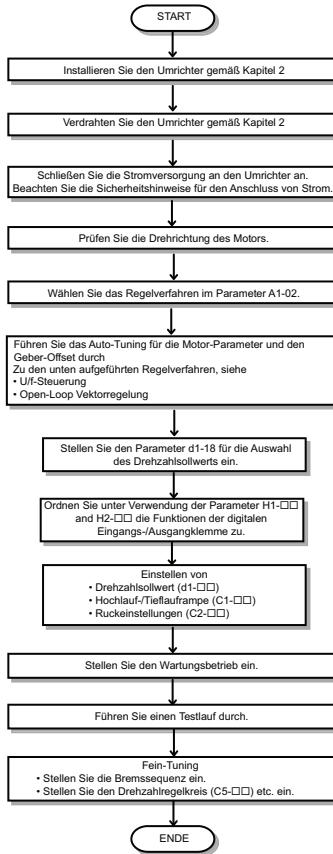 START
Installieren Sie den Umrichter gemäß Kapitel 2
Verdrahten Sie den Umrichter gemäß Kapitel 2
Schließen Sie die Stromversorgung an den Umrichter an.
Beachten Sie die Sicherheitshinweise für den Anschluss von Strom.
Prüfen Sie die Drehrichtung des Motors.
Wählen Sie das Regelverfahren im Parameter A1-02.
Führen Sie das Auto-Tuning für die Motor-Parameter und den
Geber-Offset durch
Zu den unten aufgeführten Regelverfahren, siehe
• U/f-Steuerung
• Open-Loop Vektorregelung
Stellen Sie den Parameter d1-18 für die Auswahl
des Drehzahlsollwerts ein.
Ordnen Sie unter Verwendung der Parameter H1-□□
and H2-□□ die Funktionen der digitalen
Eingangs-/Ausgangklemme zu.
Einstellen von
• Drehzahlsollwert (d1-□□)
• Hochlauf-/Tieflauframpe (C1-□□)
• Ruckeinstellungen (C2-□□)
Stellen Sie den Wartungsbetrieb ein.
Führen Sie einen Testlauf durch.
Fein-Tuning
• Stellen Sie die Bremssequenz ein.
• Stellen Sie den Drehzahlregelkreis (C5-□□) etc. ein.
ENDE